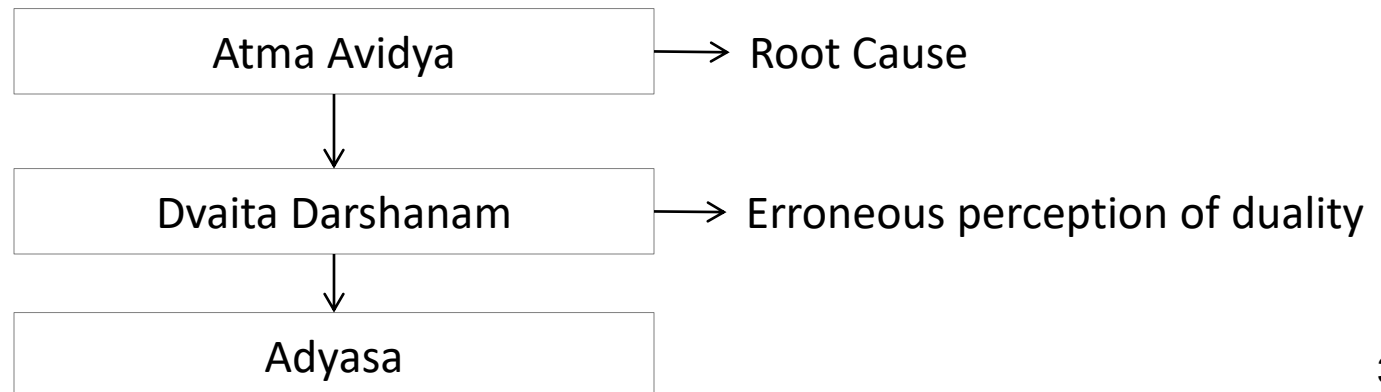 Atma Avidya
Root Cause
Dvaita Darshanam
Erroneous perception of duality
Adyasa